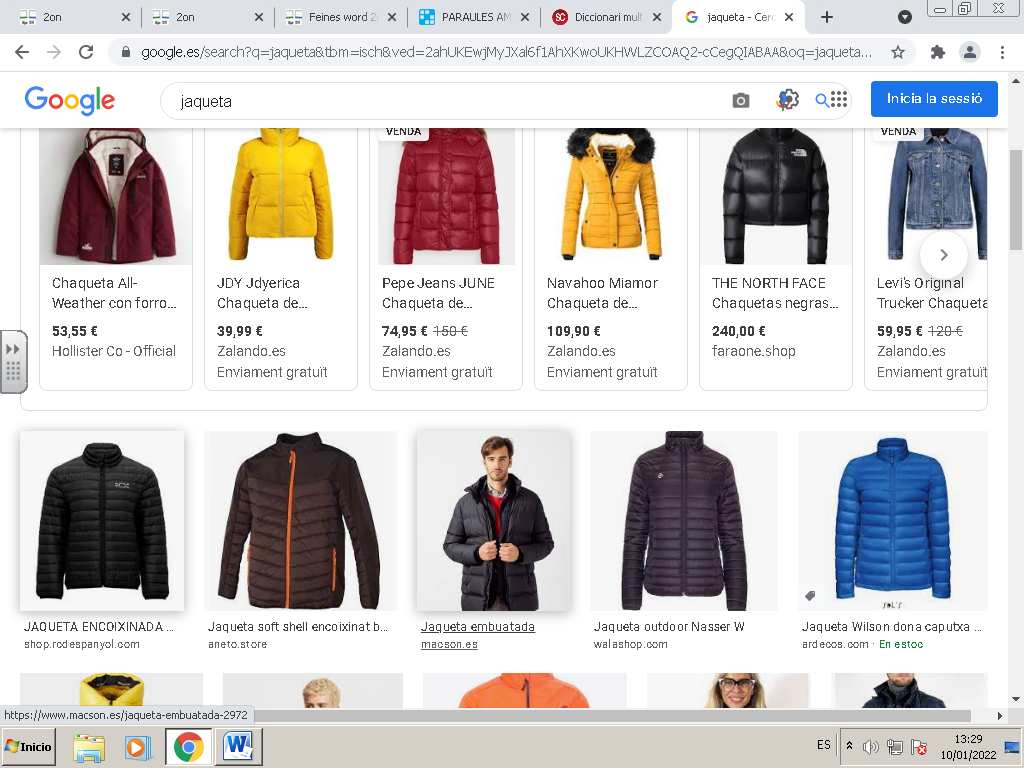 2on
2on
Feines word 2
PARAULES AM
Diccionari mult
jaqueta - Cerc
google.es/search?q=jaqueta&tbm=isch&ved=2ahUKEwjMyJXal6f1AhXKwoUKHWLZCOAQ2-cCegQIABAA&oq=jaqueta...
Google
jaqueta
Inicia la sessió
VENDA
VENDA
THE NORTH FACE
Chaqueta All-
Weather con forro...
53,55 €
Hollister Co - Official
JDY Jdyerica
Chaqueta de...
39,99 €
Zalando.es
Enviament gratuït
Pepe Jeans JUNE
Chaqueta de...
74,95 € 150 €
Zalando.es
Enviament gratuït
Navahoo Miamor
Chaqueta de...
109,90 €
Zalando.es
Enviament gratuït
THE NORTH FACE
Chaquetas negras...
240,00 €
faraone.shop
Levi's Original
Trucker Chaqueta
59,95 € 120 €
Zalando.es
Enviament gratuït
SOL'S
JAQUETA ENCOIXINADA ...
shop.rcdespanyol.com
Jaqueta soft shell encoixinat b...
aneto.store
Jaqueta embuatada
macson.es
Jaqueta outdoor Nasser W
walashop.com
Jaqueta Wilson dona caputxa ...
ardecos.com · En estoc
https://www.macson.es/jaqueta-embuatada-2972
Inicio
ES
13:29
10/01/2022